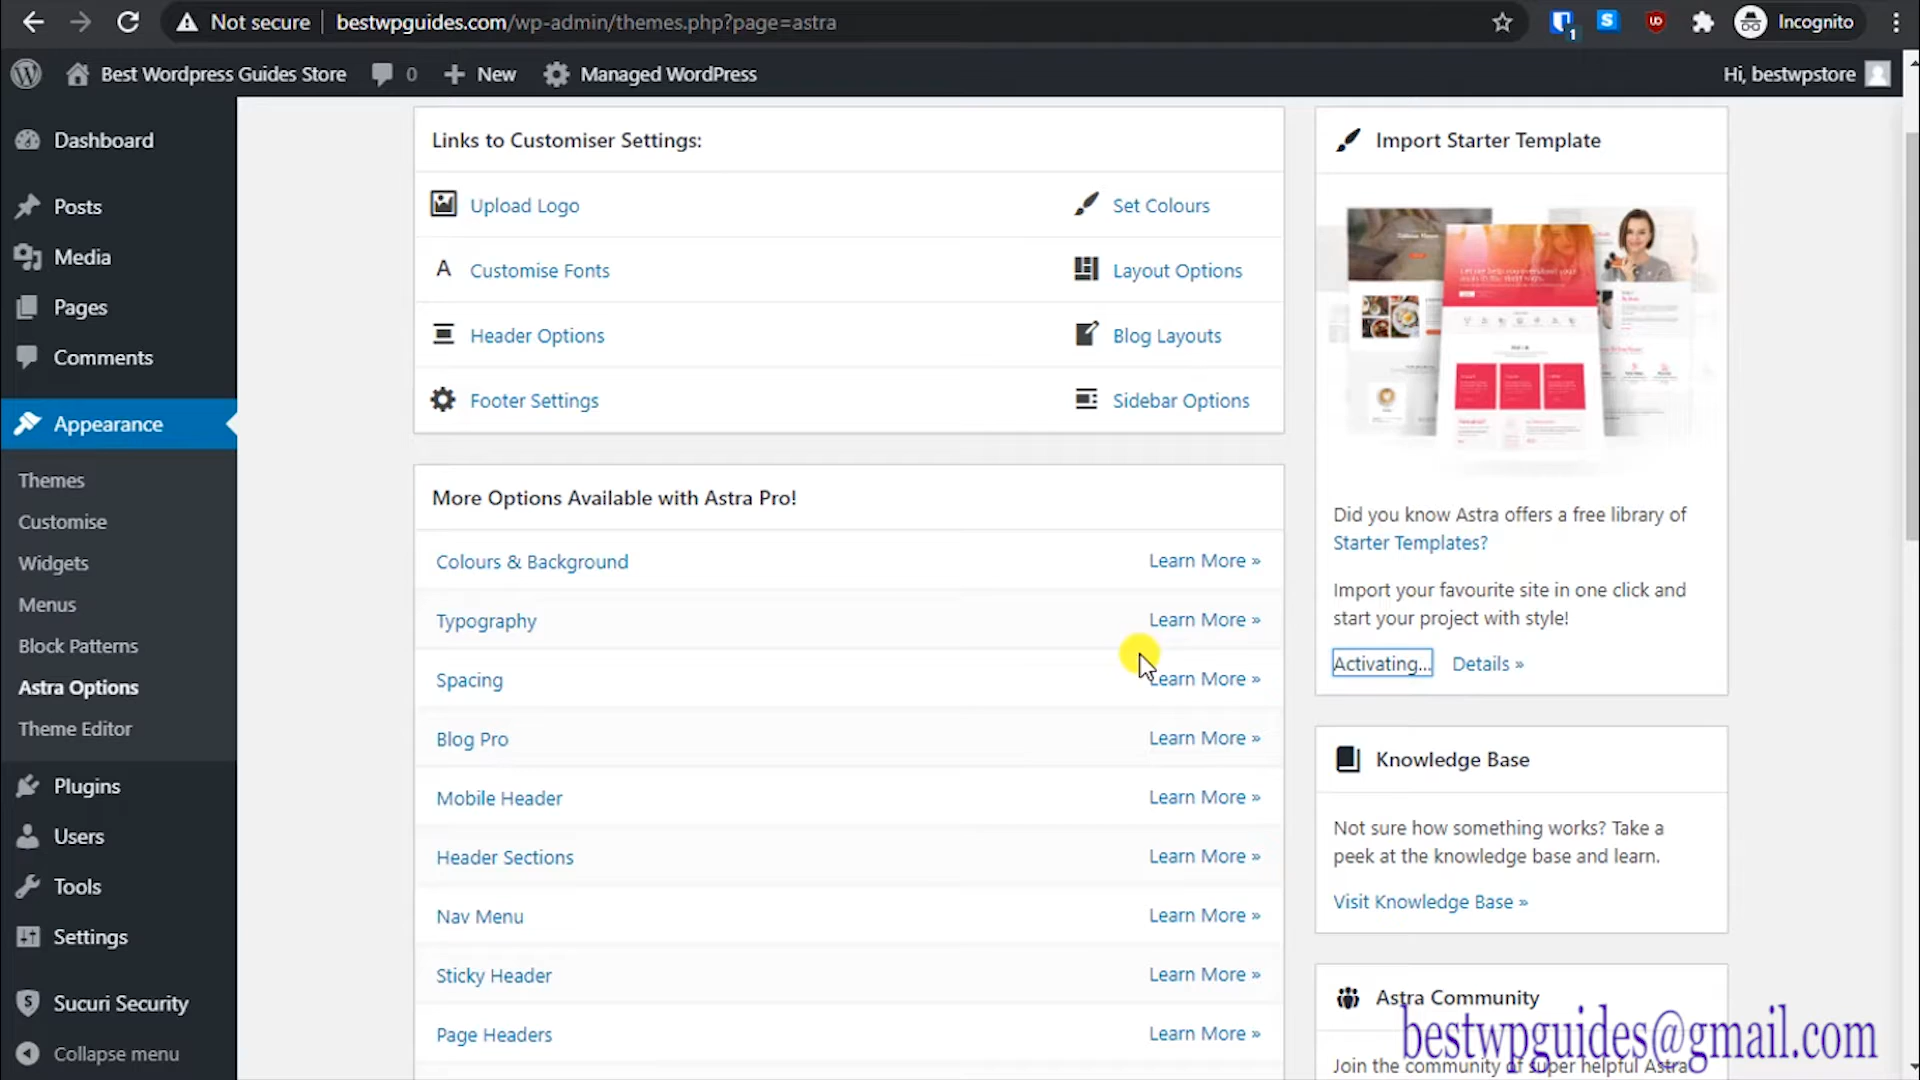 Not secure
bestwpguides.com/wp-admin/themes.php?page=astra
1
Incognito
Best Wordpress Guides Store
0
New
Managed WordPress
Hi, bestwpstore
Dashboard
Posts
Media
Pages
Comments
Appearance
Themes
Customise
Widgets
Menus
Block Patterns
Astra Options
Theme Editor
Plugins
Users
Tools
Settings
Sucuri Security
Collapse menu
Links to Customiser Settings:
Upload Logo
Set Colours
Customise Fonts
Layout Options
Header Options
Blog Layouts
Footer Settings
Sidebar Options
More Options Available with Astra Pro!
Colours & Background Learn More »
Typography Learn More »
Spacing Learn More »
Blog Pro Learn More »
Mobile Header Learn More »
Header Sections Learn More »
Nav Menu Learn More »
Sticky Header Learn More »
Page Headers Learn More »
Import Starter Template
Did you know Astra offers a free library of
Starter Templates?
Import your favourite site in one click and
start your project with style!
Activating... Details »
Knowledge Base
Not sure how something works? Take a
peek at the knowledge base and learn.
Visit Knowledge Base »
Astra Community
bestwpguides@gmail.com
Join the community of super helpful Astra